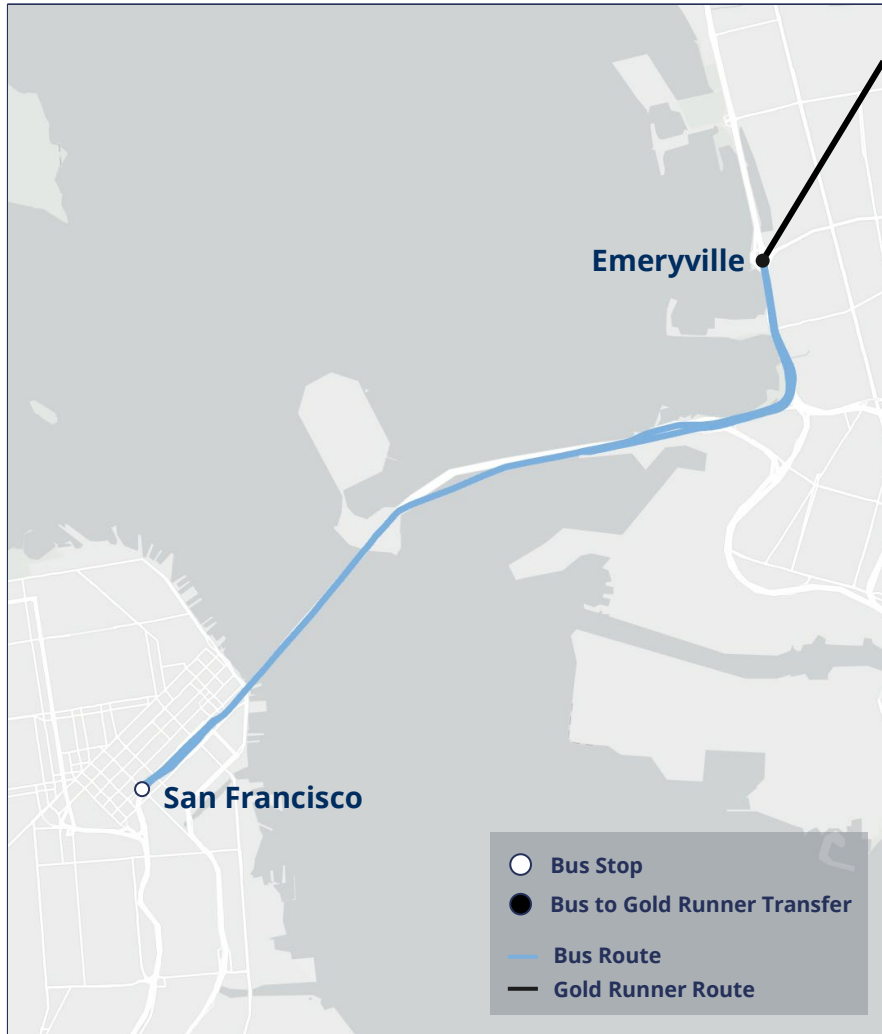 Emeryville
San Francisco
Bus Stop
Bus to Gold Runner Transfer
Bus Route
Gold Runner Route